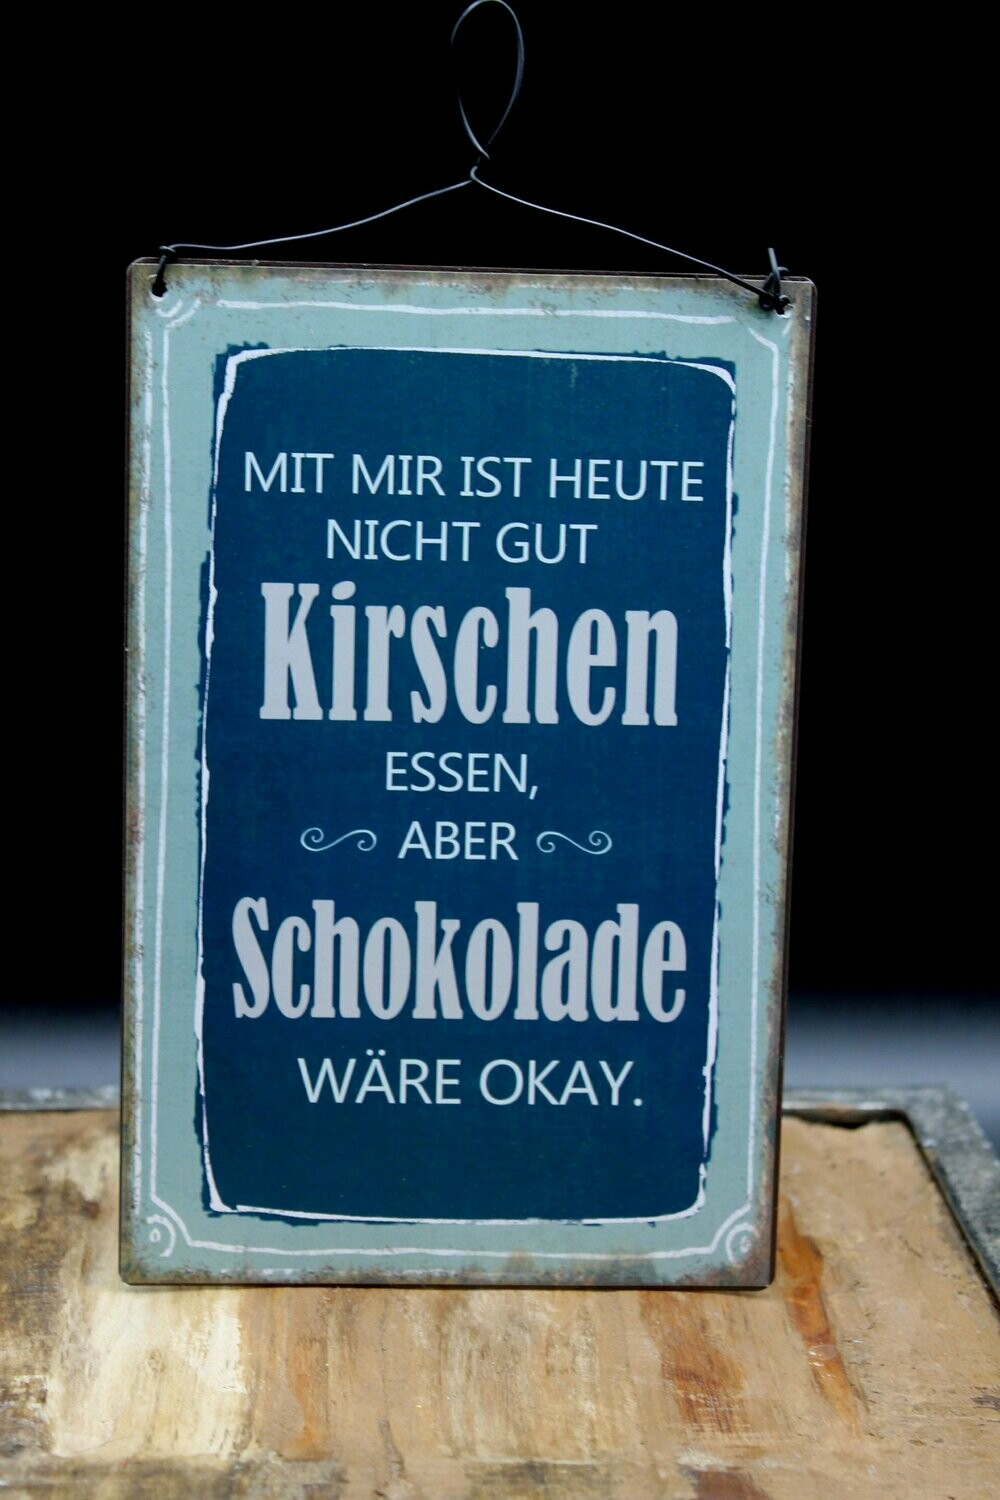 MIT MIR IST HEUTE
NICHT GUT
Kirschen
ESSEN,
ABER
Schokolade
WÄRE OKAY.